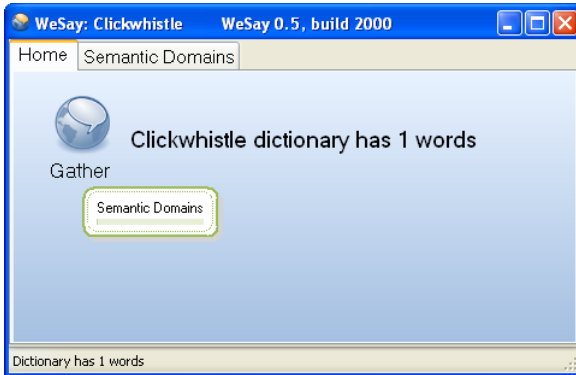 WeSay: Clickwhistle WeSay 0.5, build 2000
Home Semantic Domains
Clickwhistle dictionary has 1 words
Gather
Semantic Domains
Dictionary has 1 words